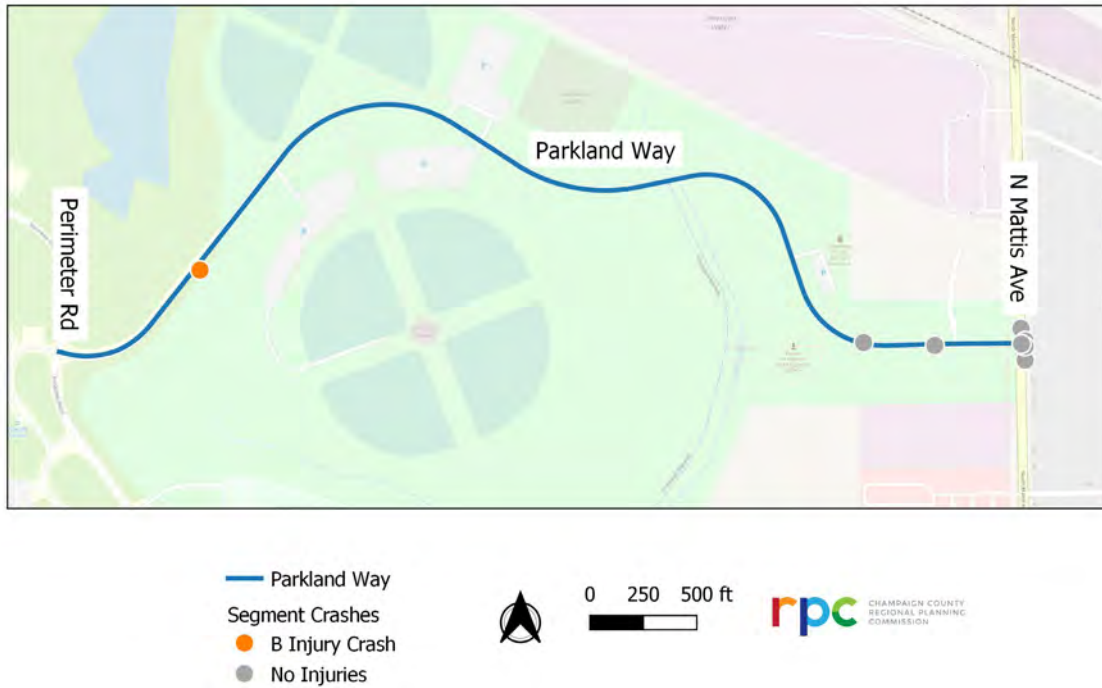 Parkland Way
Perimeter Rd
N Mattis Ave
Parkland Way
Segment Crashes
B Injury Crash
No Injuries
0 250 500 ft
rpc
CHAMPAIGN COUNTY
REGIONAL PLANNING
COMMISSION